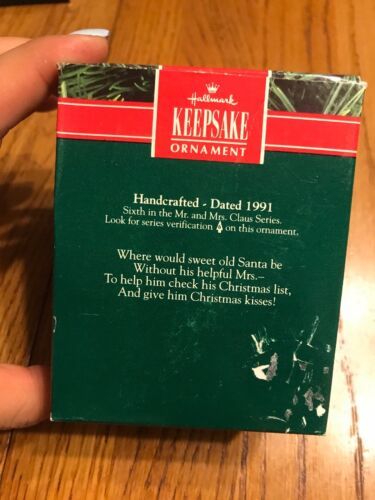 Hallmark
KEEPSAKE
ORNAMENT
Handcrafted - Dated 1991
Sixth in the Mr. and Mrs. Claus Series.
Look for series verification on this ornament.
Where would sweet old Santa be
Without his helpful Mrs.–
To help him check his Christmas list,
And give him Christmas kisses!